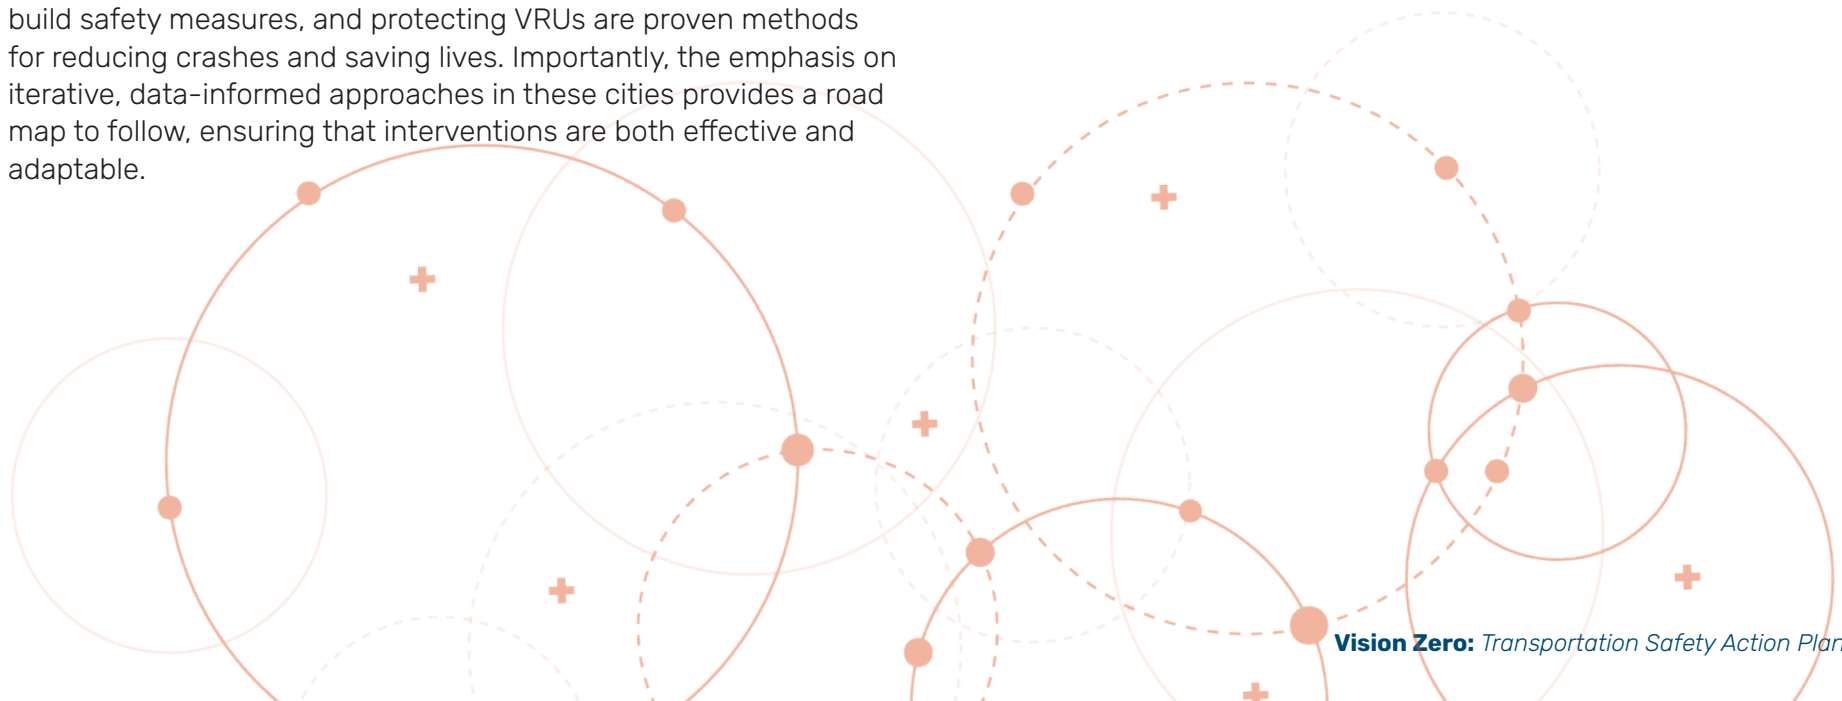 build safety measures, and protecting VRUs are proven methods
for reducing crashes and saving lives. Importantly, the emphasis on
iterative, data-informed approaches in these cities provides a road
map to follow, ensuring that interventions are both effective and
adaptable.
Vision Zero: Transportation Safety Action Plan